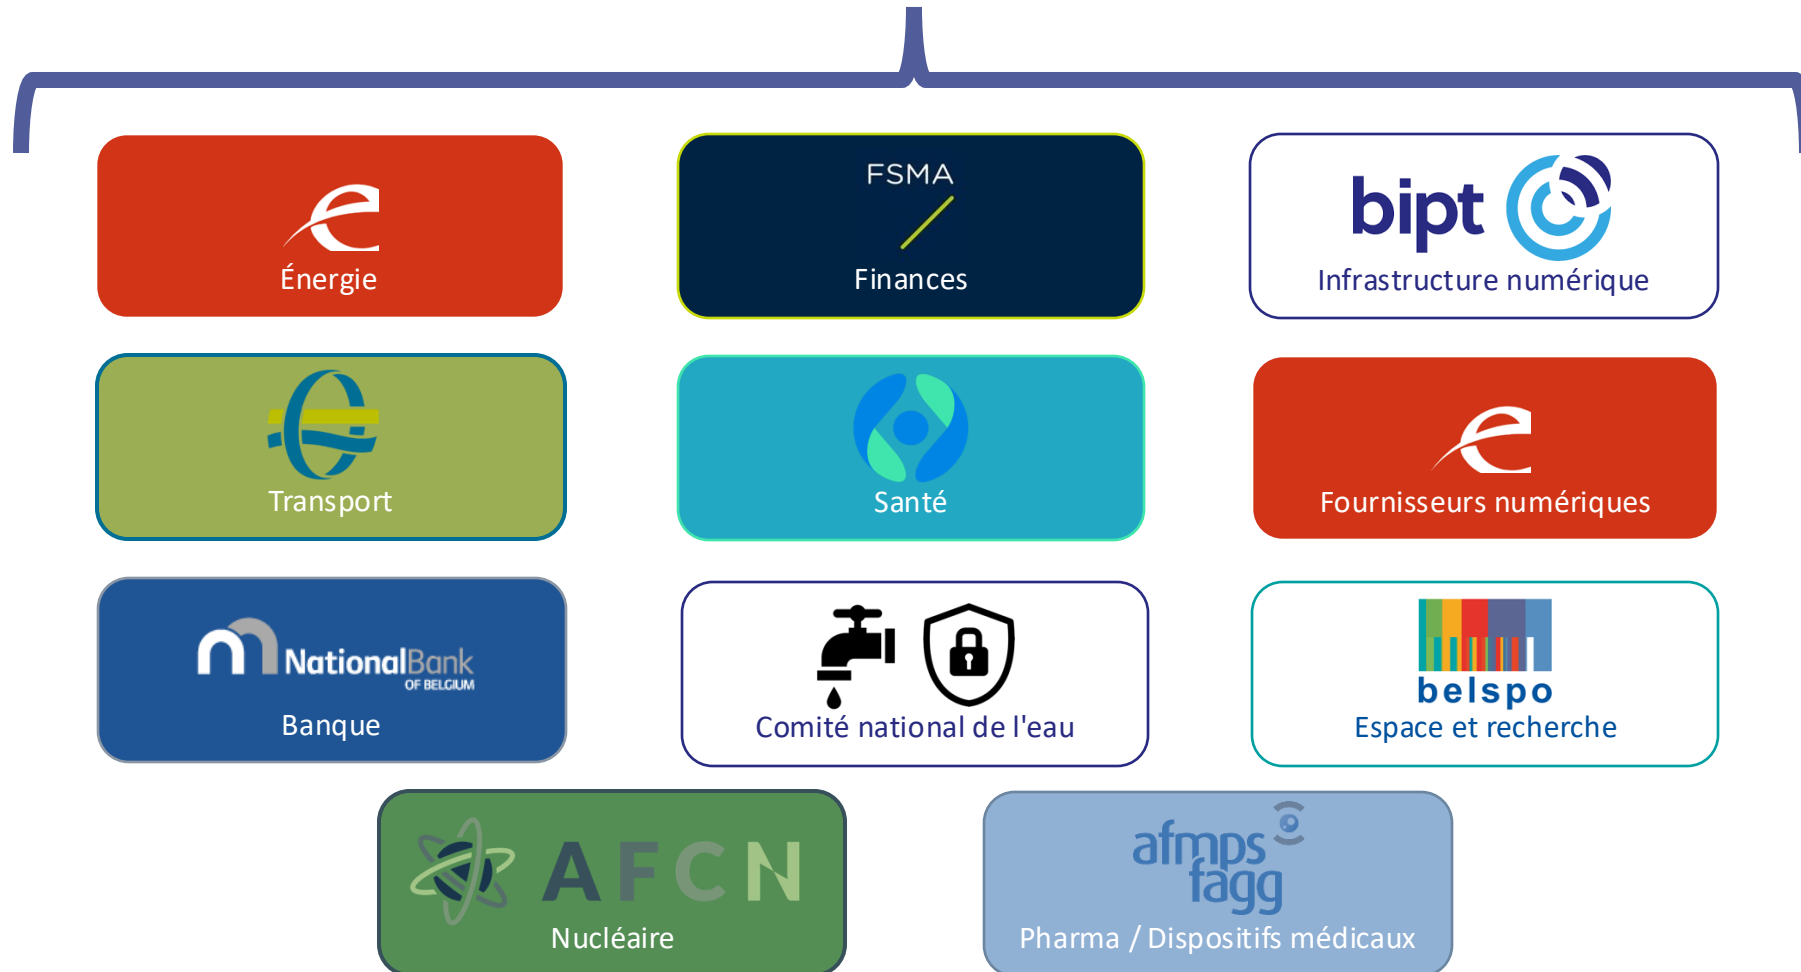 Énergie
FSMA
Finances
bipt
Infrastructure numérique
Transport
Santé
Fournisseurs numériques
NationalBank
OF BELGIUM
Banque
Comité national de l'eau
belspo
Espace et recherche
AFCN
Nucléaire
afmps
fagg
Pharma / Dispositifs médicaux